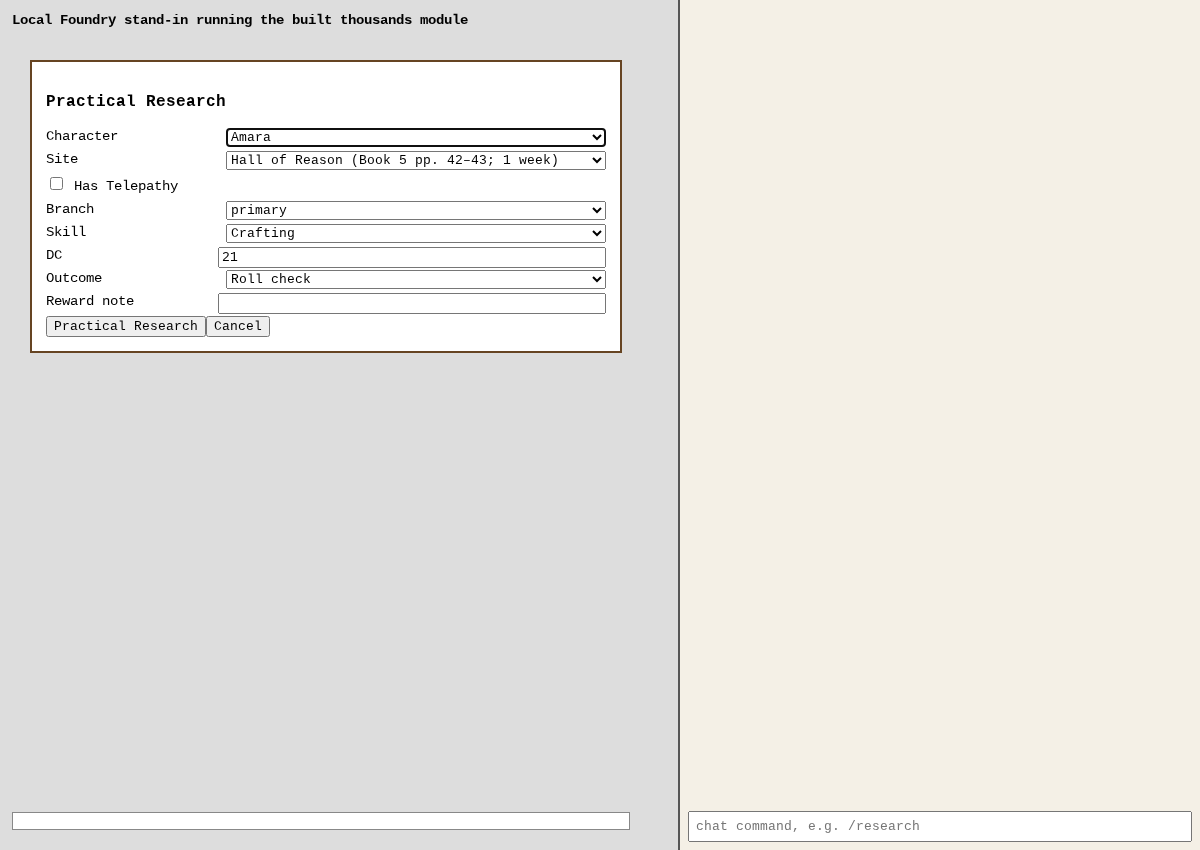 Local Foundry stand-in running the built thousands module
Practical Research
Character Amara
Site Hall of Reason (Book 5 pp. 42–43; 1 week)
Has Telepathy
Branch primary
Skill Crafting
DC 21
Outcome Roll check
Reward note
Practical Research Cancel
chat command, e.g. /research